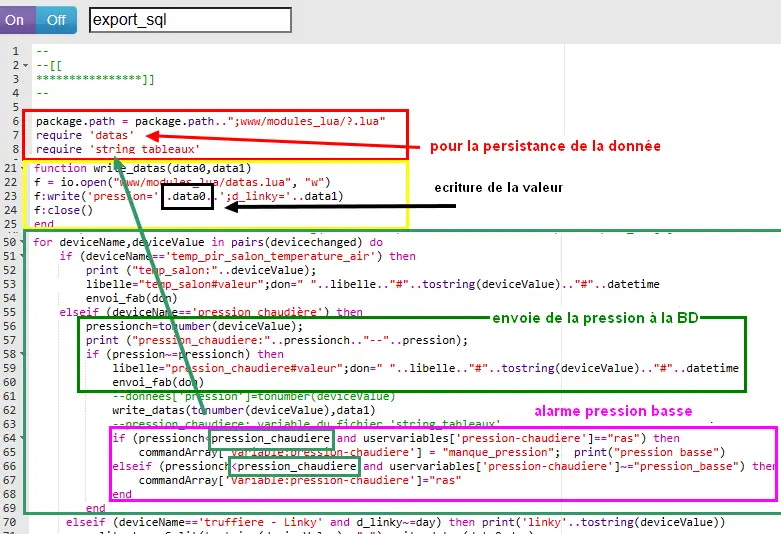 On Off export_sql
1 --
2 --[[
3 ****************]]
4 --
5
6 package.path = package.path..";www/modules_lua/?.lua"
7 require 'datas'
8 require 'string_tableaux'
pour la persistance de la donnée
21 function write_datas(data0,data1)
22 f = io.open("www/modules_lua/datas.lua", "w")
23 f:write('pression='..data0..';d_linky='..data1)
24 f:close()
25 end
ecriture de la valeur
50 for deviceName,deviceValue in pairs(devicechanged) do
51 if (deviceName=='temp_pir_salon_temperature_air') then
52 print ("temp_salon:"..deviceValue);
53 libelle="temp_salon#valeur";don=" "..libelle.."#"..tostring(deviceValue).."#"..datetime
54 envoi_fab(don)
55 elseif (deviceName=='pression chaudière') then
envoie de la pression à la BD
56 pressionch=tonumber(deviceValue);
57 print ("pression_chaudiere:"..pressionch.."--"..pression);
58 if (pression~=pressionch) then
59 libelle="pression_chaudiere#valeur";don=" "..libelle.."#"..tostring(deviceValue).."#"..datetime
60 envoi_fab(don)
61 --donnees['pression']=tonumber(deviceValue)
62 write_datas(tonumber(deviceValue),data1)
alarme pression basse
63 --pression_chaudiere: variable du fichier 'string_tableaux'
64 if (pressionch<pression_chaudiere and uservariables['pression-chaudiere']=="ras") then
65 commandArray['Variable:pression-chaudiere'] = "manque_pression"; print("pression basse")
66 elseif (pressionch<pression_chaudiere and uservariables['pression-chaudiere']~="pression_basse") then
67 commandArray['Variable:pression-chaudiere']="ras"
68 end
69 end
70 elseif (deviceName=='truffiere - Linky' and d_linky~=day) then print('linky'..tostring(deviceValue))